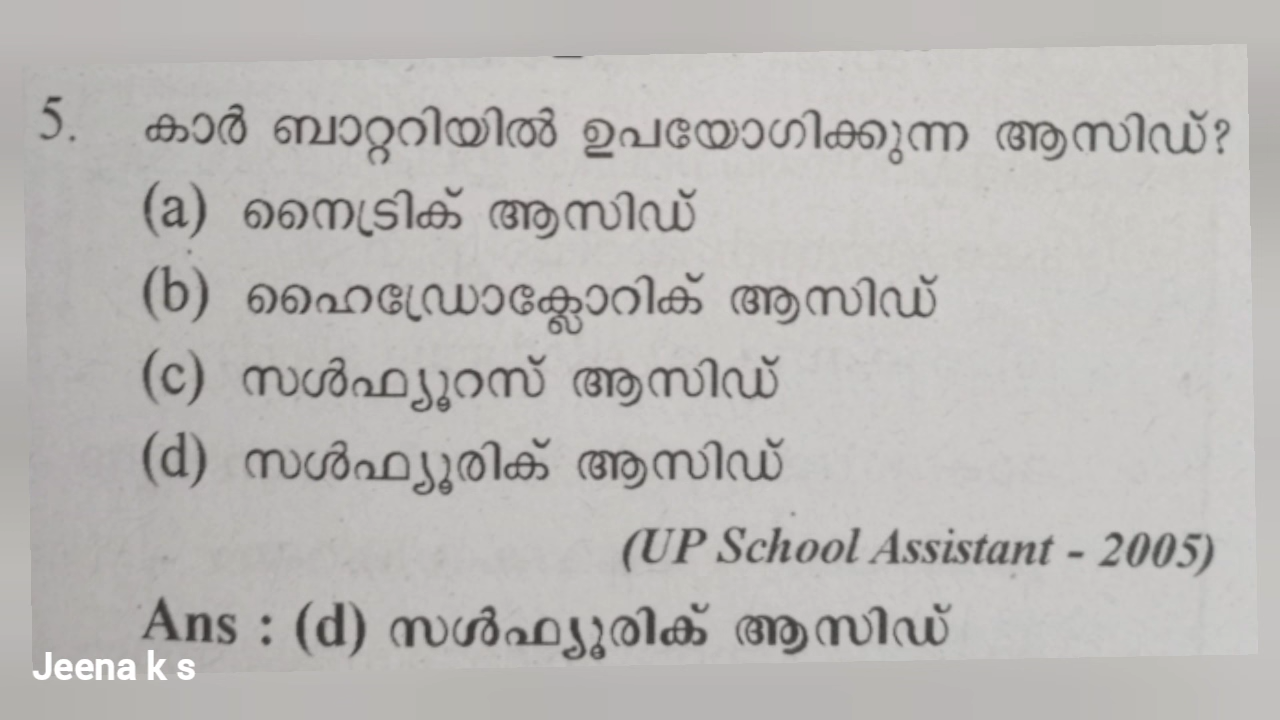 5. കാർ ബാറ്ററിയിൽ ഉപയോഗിക്കുന്ന ആസിഡ്?
(a) നൈട്രിക് ആസിഡ്
(b) ഹൈഡ്രോക്ലോറിക് ആസിഡ്
(c) സൾഫ്യൂറസ് ആസിഡ്
(d) സൾഫ്യൂരിക് ആസിഡ്
(UP School Assistant - 2005)
Ans : (d) സൾഫ്യൂരിക് ആസിഡ്
Jeena k s